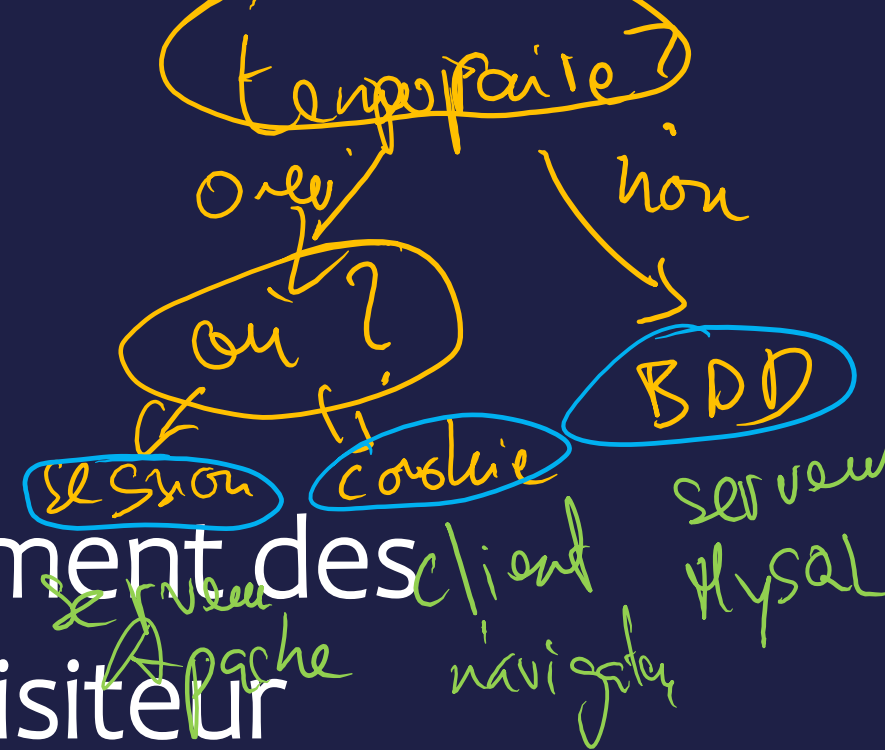 temporaire?
oui
non
où ?
BDD
session
cookie
serveur
MySQL
ment des
client
serveur
Apache
navigateur
isiteur